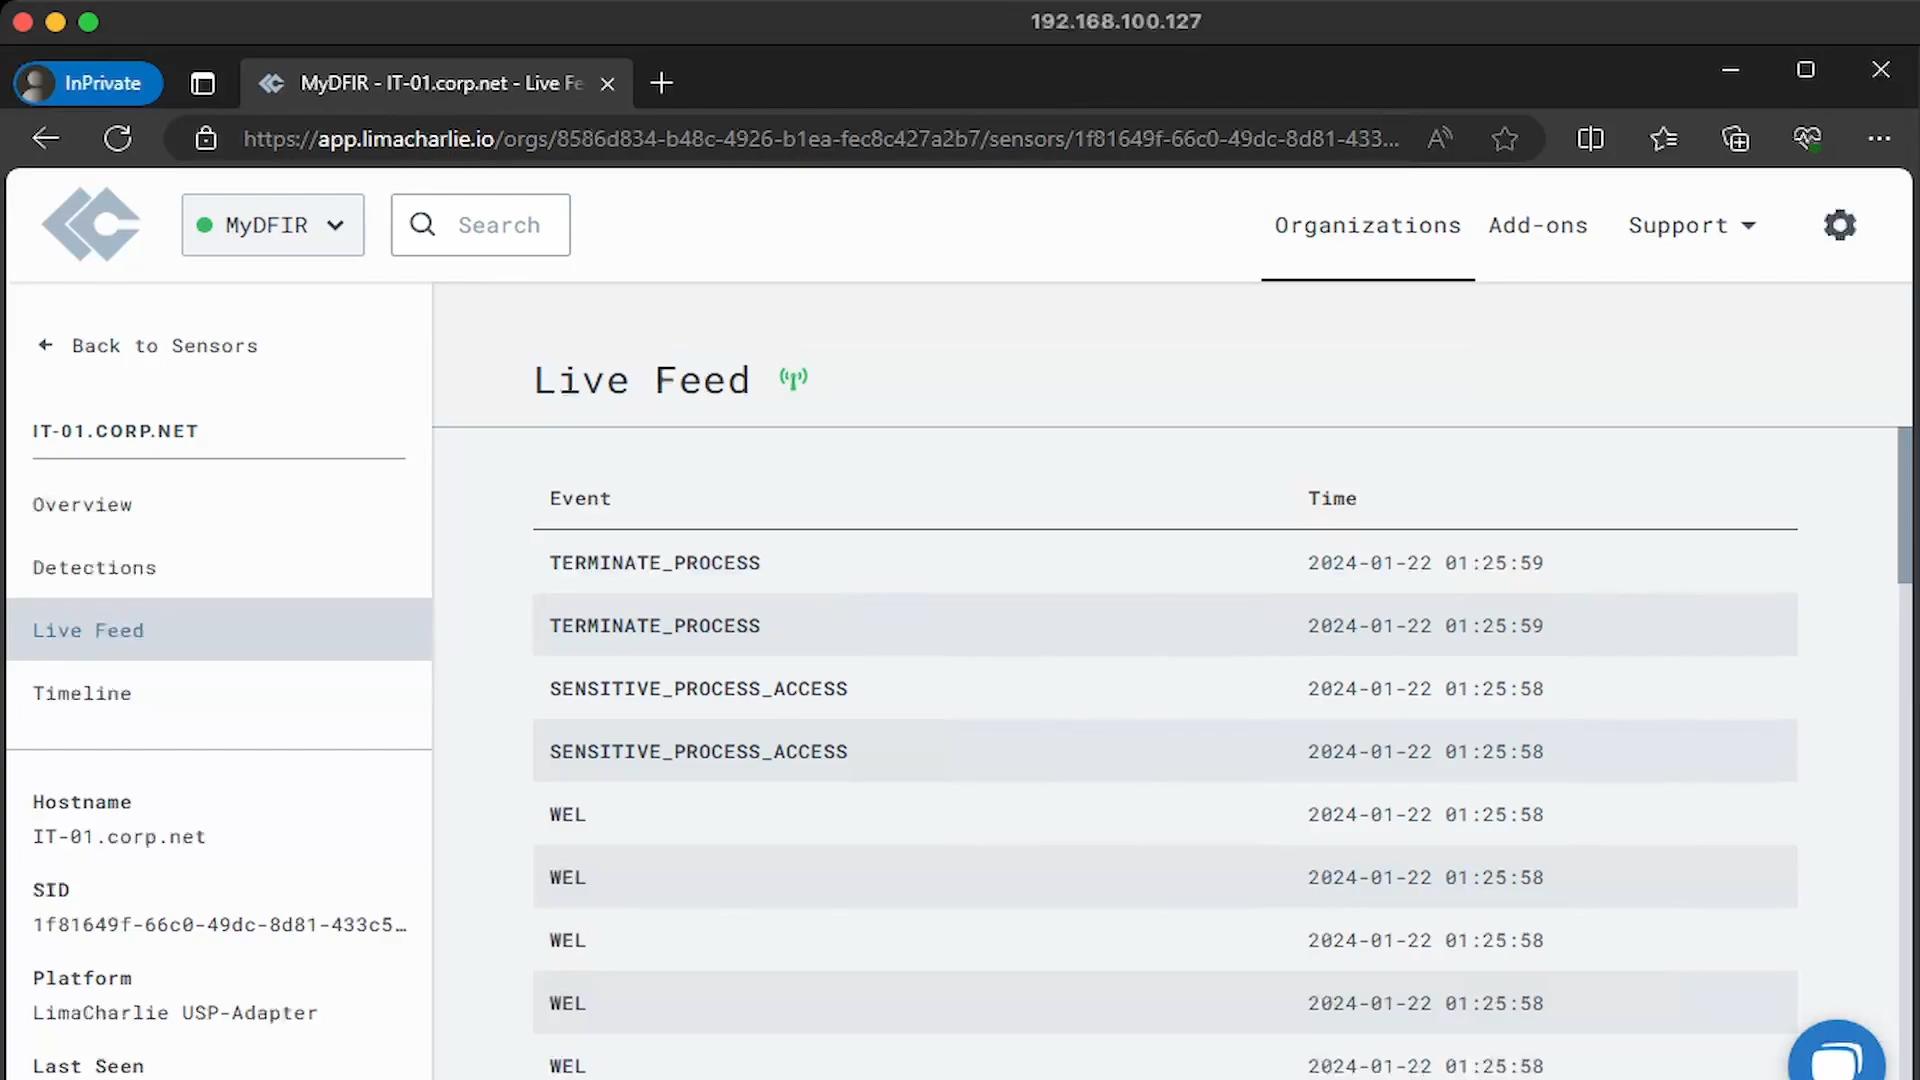 192.168.100.127
InPrivate
MyDFIR - IT-01.corp.net - Live Fe
https://app.limacharlie.io/orgs/8586d834-b48c-4926-b1ea-fec8c427a2b7/sensors/1f81649f-66c0-49dc-8d81-433...
MyDFIR
Search
Organizations
Add-ons
Support
Back to Sensors
IT-01.CORP.NET
Overview
Detections
Live Feed
Timeline
Hostname
IT-01.corp.net
SID
1f81649f-66c0-49dc-8d81-433c5…
Platform
LimaCharlie USP-Adapter
Last Seen
Live Feed
Event Time
TERMINATE_PROCESS 2024-01-22 01:25:59
TERMINATE_PROCESS 2024-01-22 01:25:59
SENSITIVE_PROCESS_ACCESS 2024-01-22 01:25:58
SENSITIVE_PROCESS_ACCESS 2024-01-22 01:25:58
WEL 2024-01-22 01:25:58
WEL 2024-01-22 01:25:58
WEL 2024-01-22 01:25:58
WEL 2024-01-22 01:25:58
WEL 2024-01-22 01:25:58